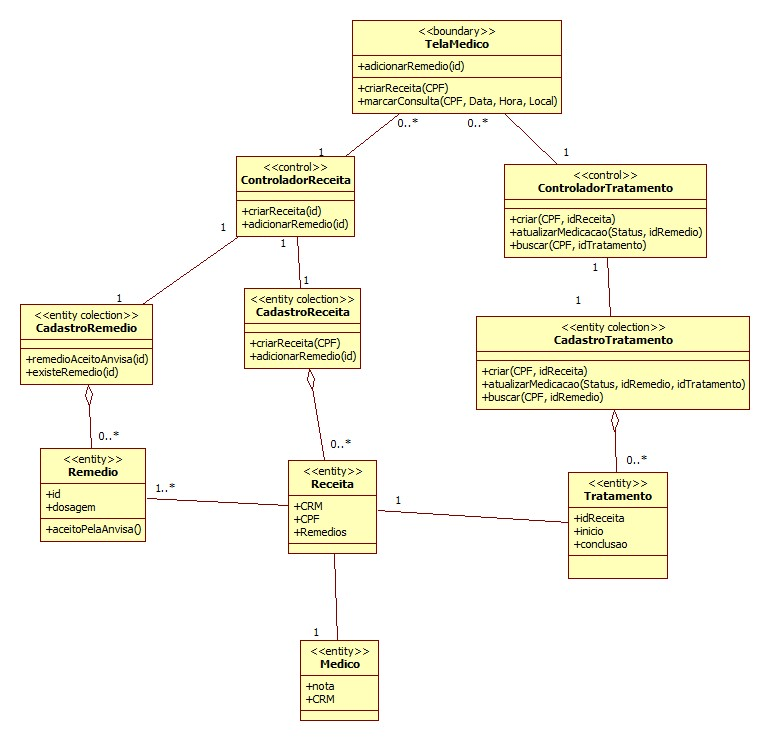 <<boundary>>
TelaMedico
+adicionarRemedio(id)
+criarReceita(CPF)
+marcarConsulta(CPF, Data, Hora, Local)
0..*
0..*
1
1
<<control>>
ControladorReceita
+criarReceita(id)
+adicionarRemedio(id)
<<control>>
ControladorTratamento
+criar(CPF, idReceita)
+atualizarMedicacao(Status, idRemedio)
+buscar(CPF, idTratamento)
1
1
1
1
1
1
<<entity colection>>
CadastroRemedio
+remedioAceitoAnvisa(id)
+existeRemedio(id)
<<entity colection>>
CadastroReceita
+criarReceita(CPF)
+adicionarRemedio(id)
<<entity colection>>
CadastroTratamento
+criar(CPF, idReceita)
+atualizarMedicacao(Status, idRemedio, idTratamento)
+buscar(CPF, idRemedio)
0..*
0..*
0..*
<<entity>>
Remedio
+id
+dosagem
+aceitoPelaAnvisa()
1..*
<<entity>>
Receita
+CRM
+CPF
+Remedios
1
<<entity>>
Tratamento
+idReceita
+inicio
+conclusao
1
<<entity>>
Medico
+nota
+CRM